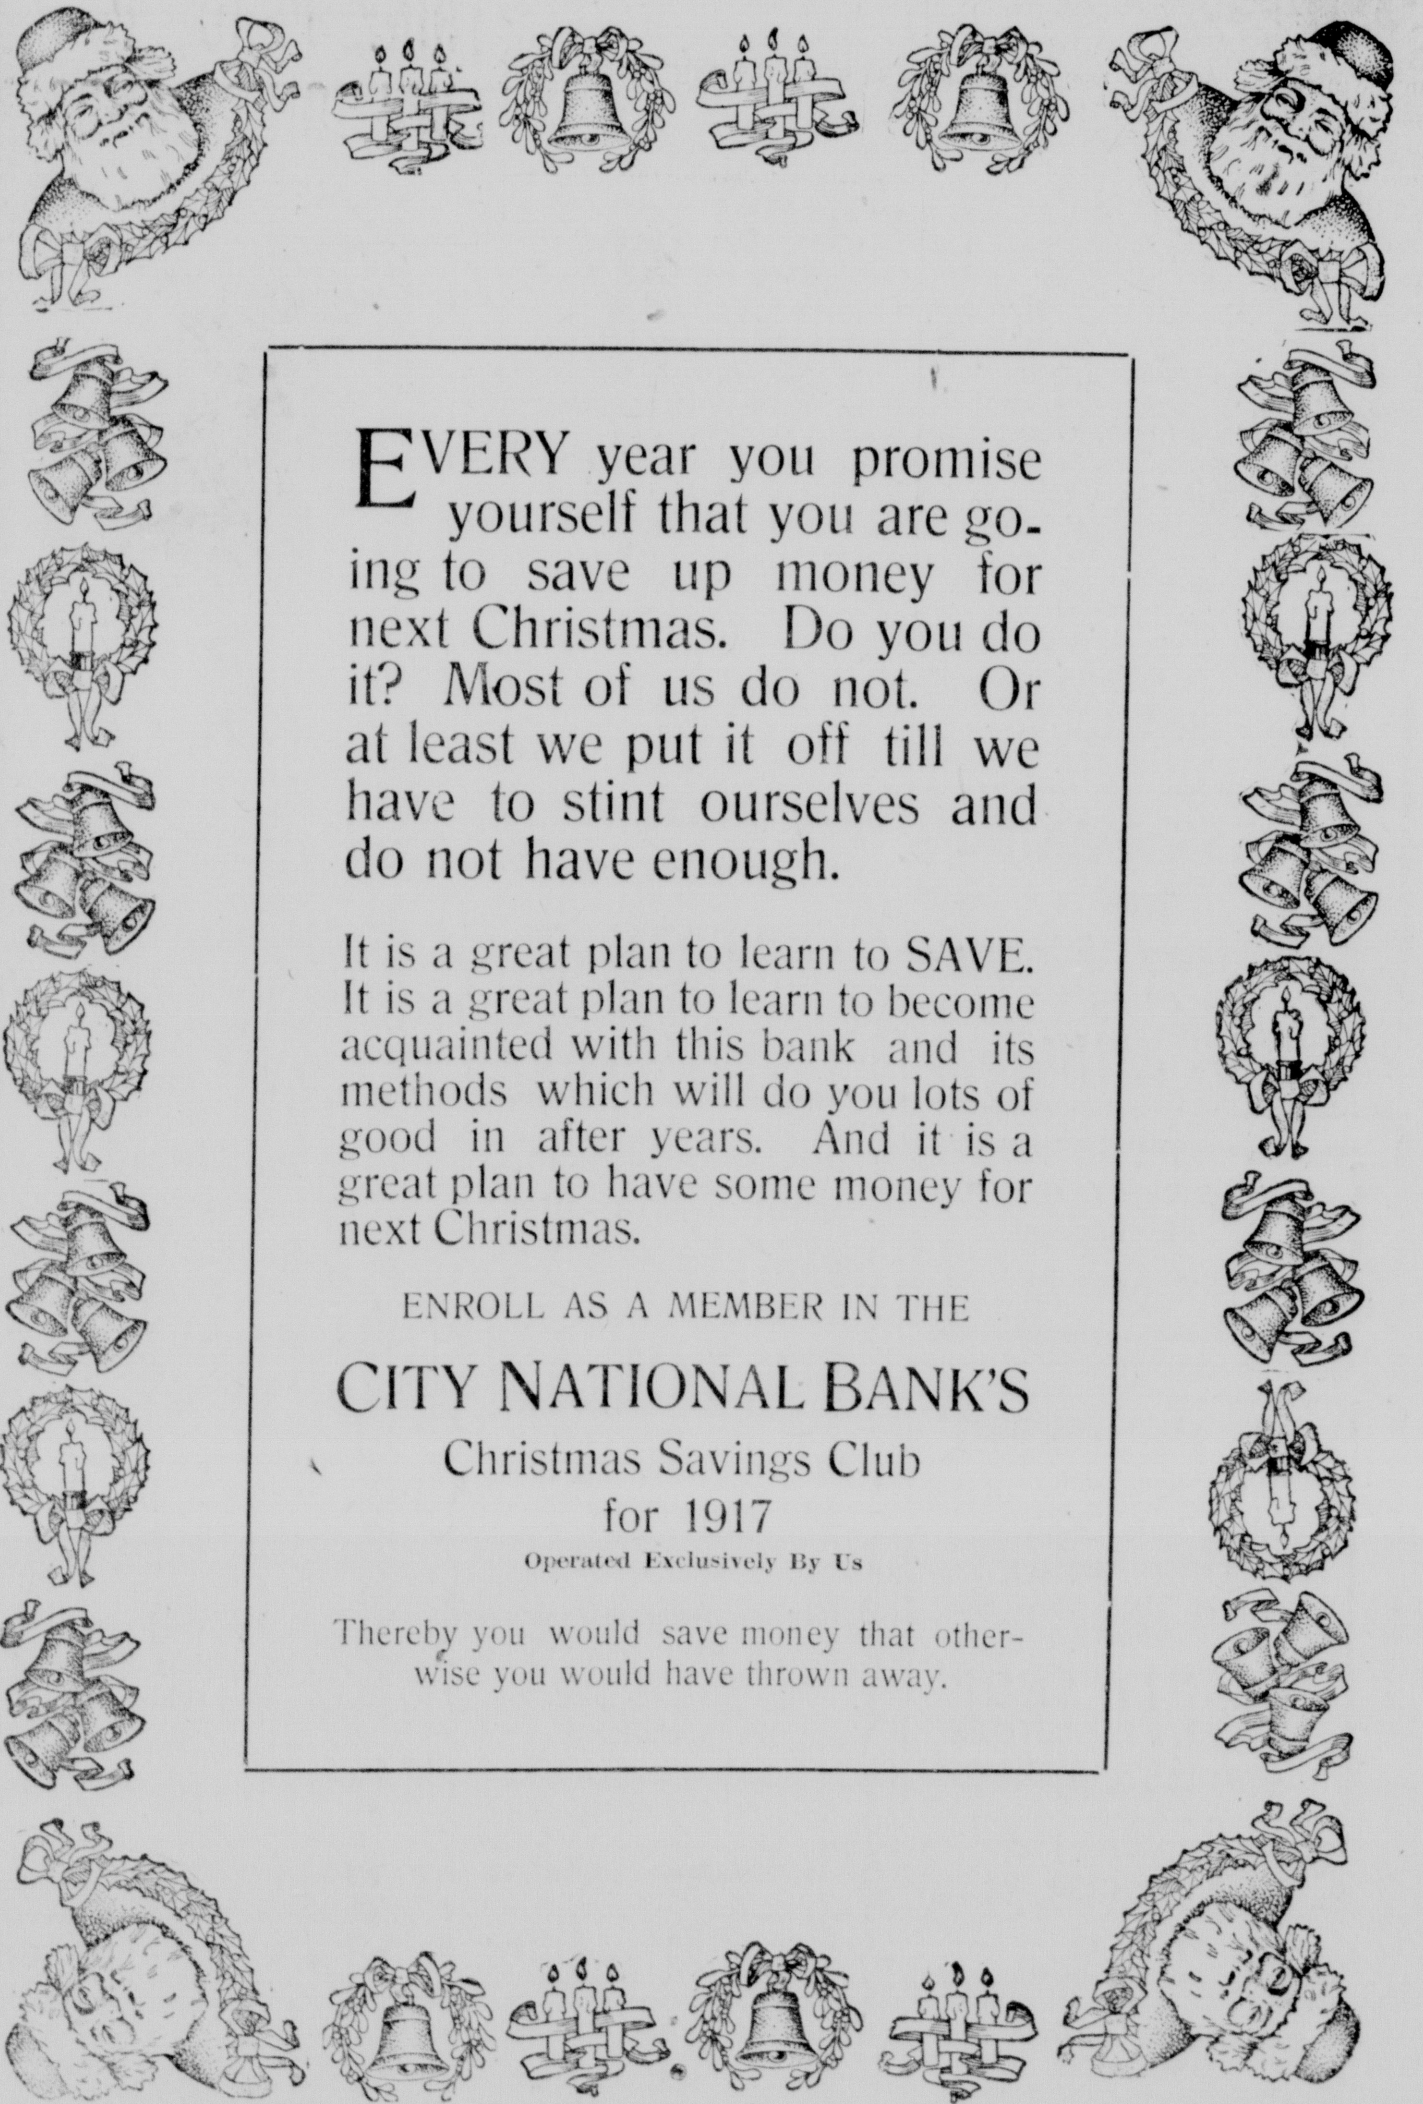 EVERY year you promise
yourself that you are go-
ing to save up money for
next Christmas. Do you do
it? Most of us do not. Or
at least we put it off till we
have to stint ourselves and
do not have enough.
It is a great plan to learn to SAVE.
It is a great plan to learn to become
acquainted with this bank and its
methods which will do you lots of
good in after years. And it is a
great plan to have some money for
next Christmas.
ENROLL AS A MEMBER IN THE
CITY NATIONAL BANK'S
Christmas Savings Club
for 1917
Operated Exclusively By Us
Thereby you would save money that other-
wise you would have thrown away.